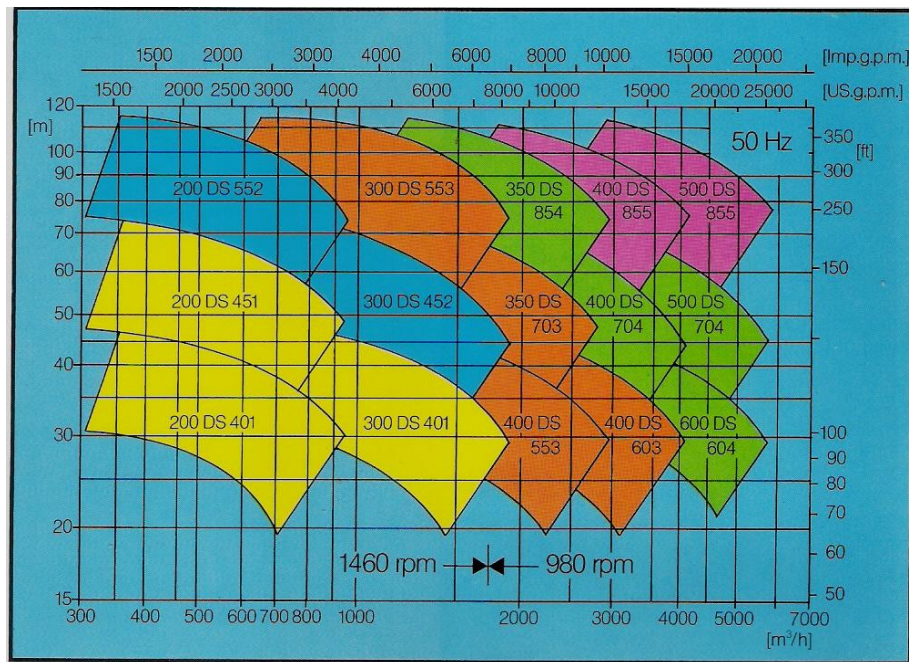 1500 2000 3000 4000 6000 8000 10000 15000 20000 [Imp.g.p.m.]
1500 2000 2500 3000 4000 6000 8000 10000 15000 20000 25000 [US.g.p.m.]
120
[m]
100
90
80
70
60
50
40
30
20
15
50 Hz
350
[ft]
300
250
200
150
100
90
80
70
60
50
200 DS 552
300 DS 553
350 DS
854
400 DS
855
500 DS
855
200 DS 451
300 DS 452
350 DS
703
400 DS
704
500 DS
704
200 DS 401
300 DS 401
400 DS
553
400 DS
603
600 DS
604
1460 rpm
980 rpm
300 400 500 600 700 800 1000 2000 3000 4000 5000 7000
[m³/h]